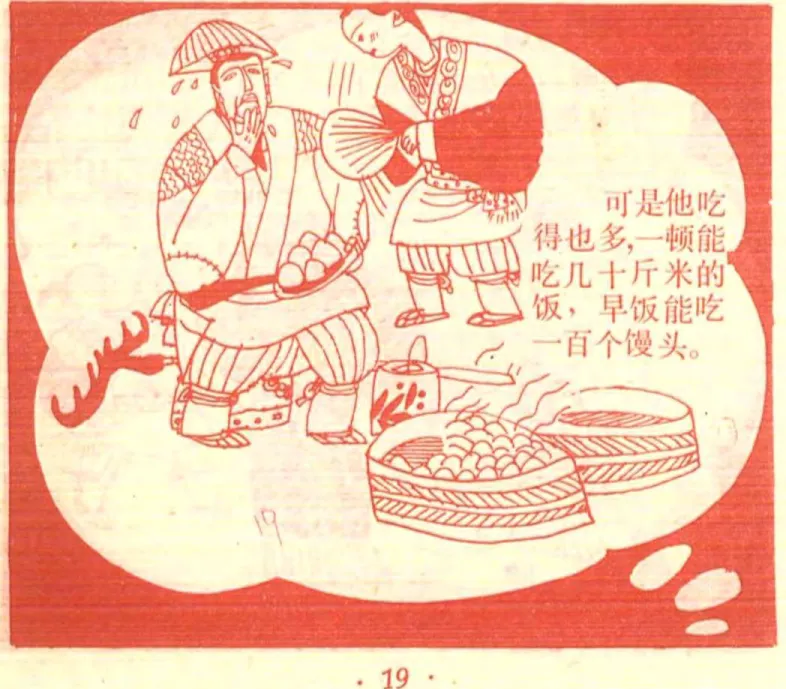 可是他吃
得也多,一顿能
吃几十斤米的
饭，早饭能吃
一百个馒头。
19
· 19 ·